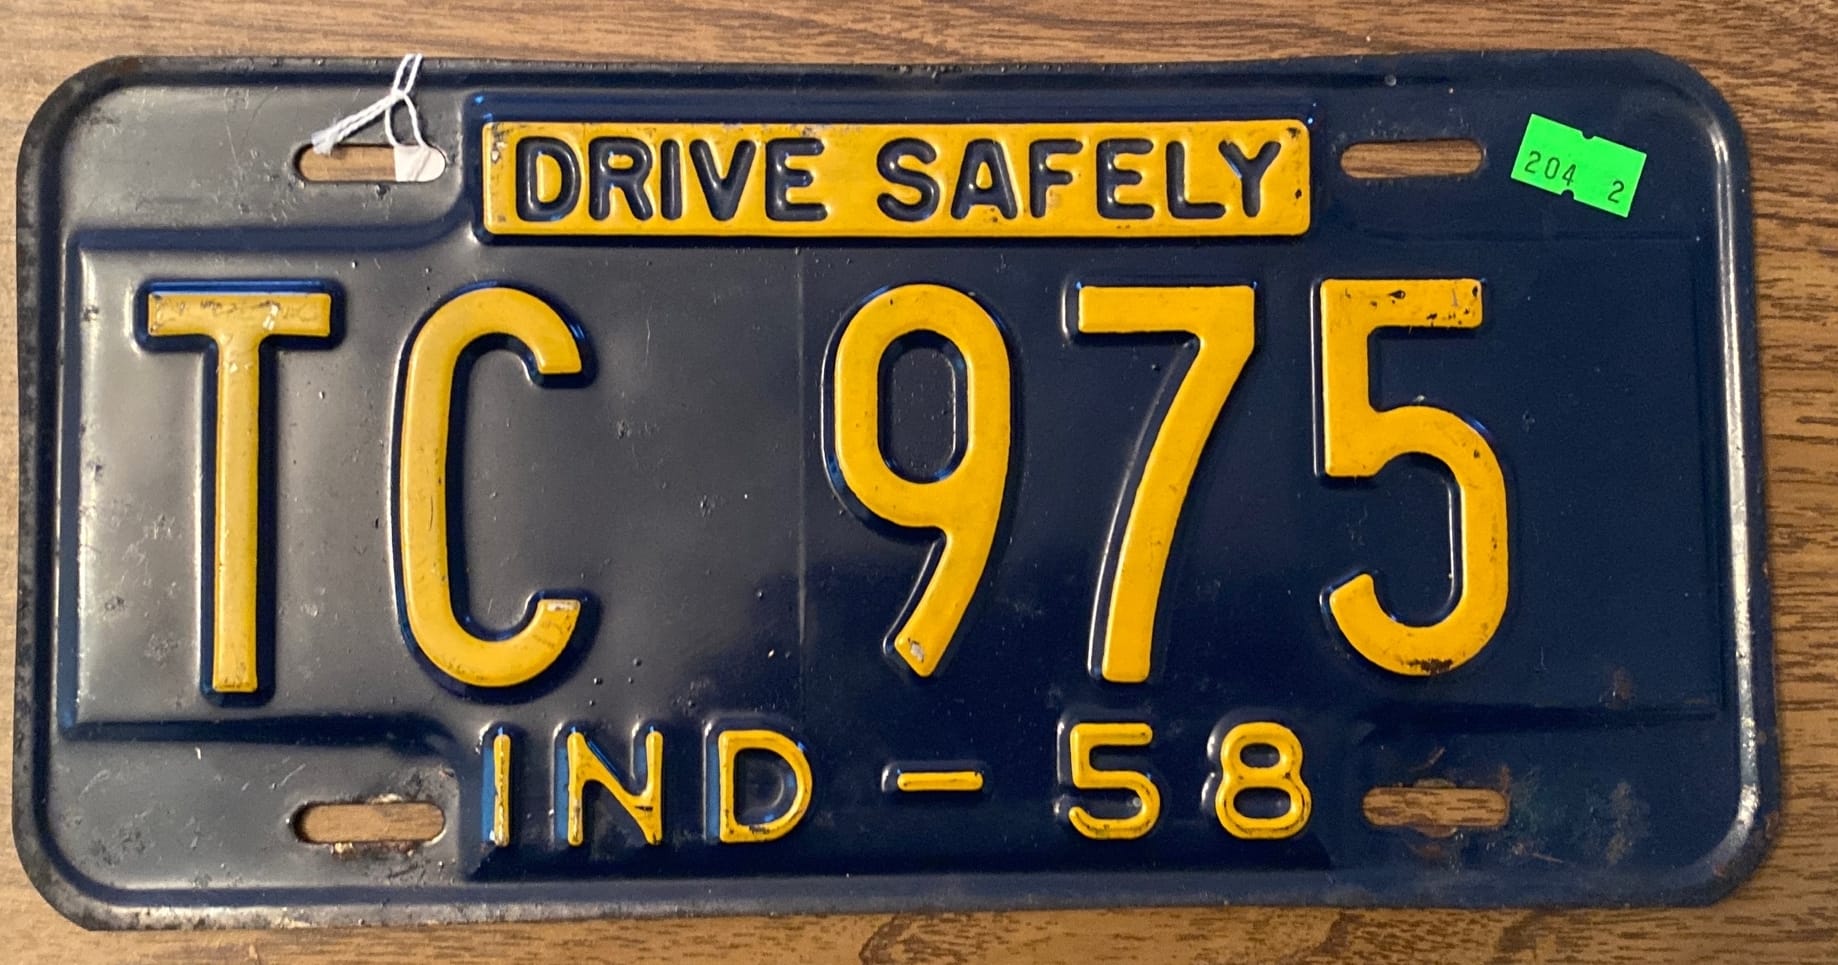 DRIVE SAFELY
204 2
TC 975
IND-58